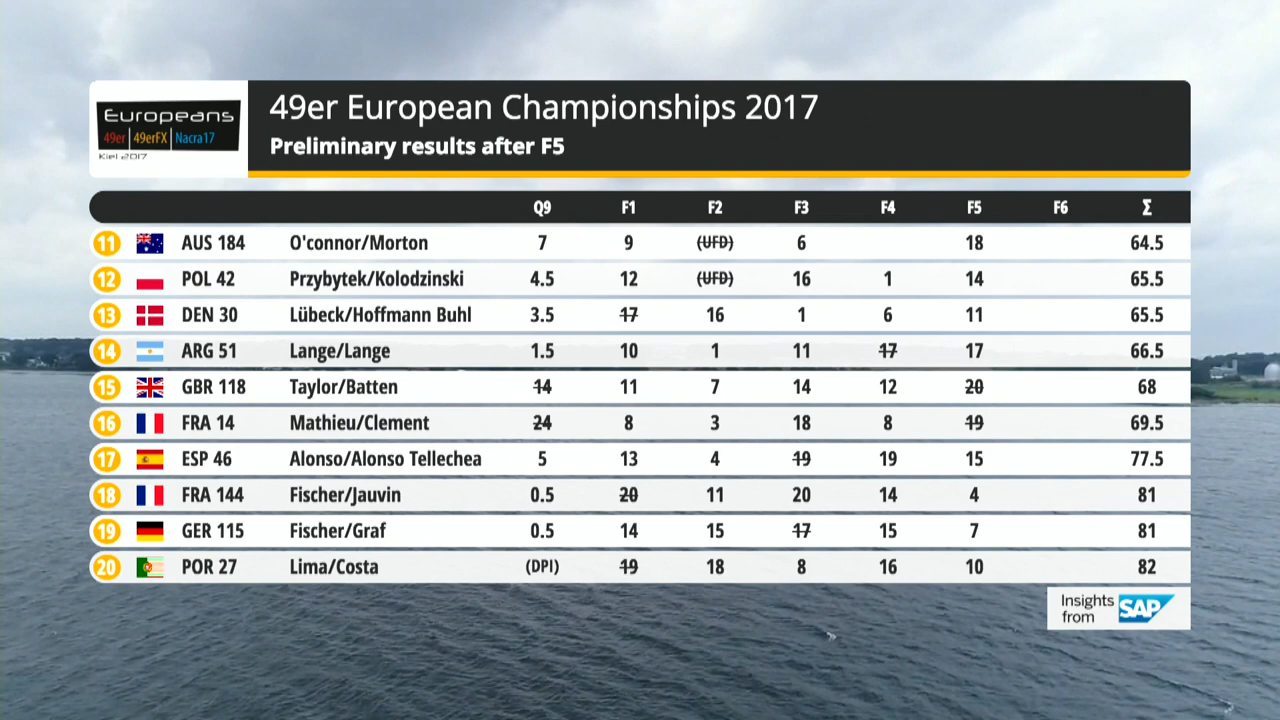 Europeans
49er | 49erFX | Nacra17
Kiel 2017
49er European Championships 2017
Preliminary results after F5
Q9 F1 F2 F3 F4 F5 F6 Σ
11 AUS 184 O'connor/Morton 7 9 (UFD) 6 18 64.5
12 POL 42 Przybytek/Kolodzinski 4.5 12 (UFD) 16 1 14 65.5
13 DEN 30 Lübeck/Hoffmann Buhl 3.5 17 16 1 6 11 65.5
14 ARG 51 Lange/Lange 1.5 10 1 11 17 17 66.5
15 GBR 118 Taylor/Batten 14 11 7 14 12 20 68
16 FRA 14 Mathieu/Clement 24 8 3 18 8 19 69.5
17 ESP 46 Alonso/Alonso Tellechea 5 13 4 19 19 15 77.5
18 FRA 144 Fischer/Jauvin 0.5 20 11 20 14 4 81
19 GER 115 Fischer/Graf 0.5 14 15 17 15 7 81
20 POR 27 Lima/Costa (DPI) 19 18 8 16 10 82
Insights
from SAP